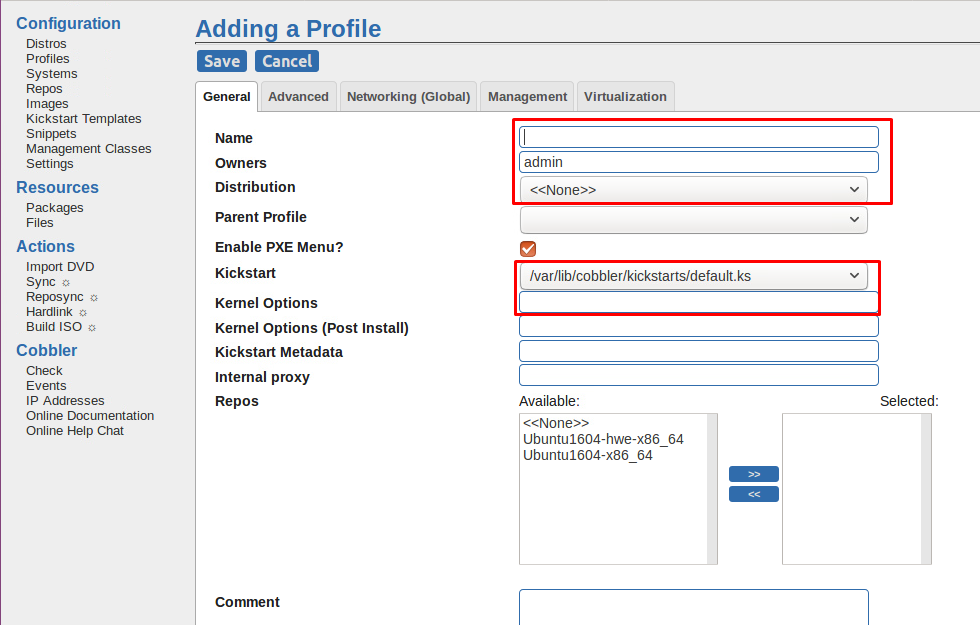 Configuration
Distros
Profiles
Systems
Repos
Images
Kickstart Templates
Snippets
Management Classes
Settings
Resources
Packages
Files
Actions
Import DVD
Sync ☼
Reposync ☼
Hardlink ☼
Build ISO ☼
Cobbler
Check
Events
IP Addresses
Online Documentation
Online Help Chat
Adding a Profile
Save Cancel
General Advanced Networking (Global) Management Virtualization
Name
Owners admin
Distribution <<None>>
Parent Profile
Enable PXE Menu?
Kickstart /var/lib/cobbler/kickstarts/default.ks
Kernel Options
Kernel Options (Post Install)
Kickstart Metadata
Internal proxy
Repos Available: Selected:
<<None>>
Ubuntu1604-hwe-x86_64
Ubuntu1604-x86_64
>>
<<
Comment